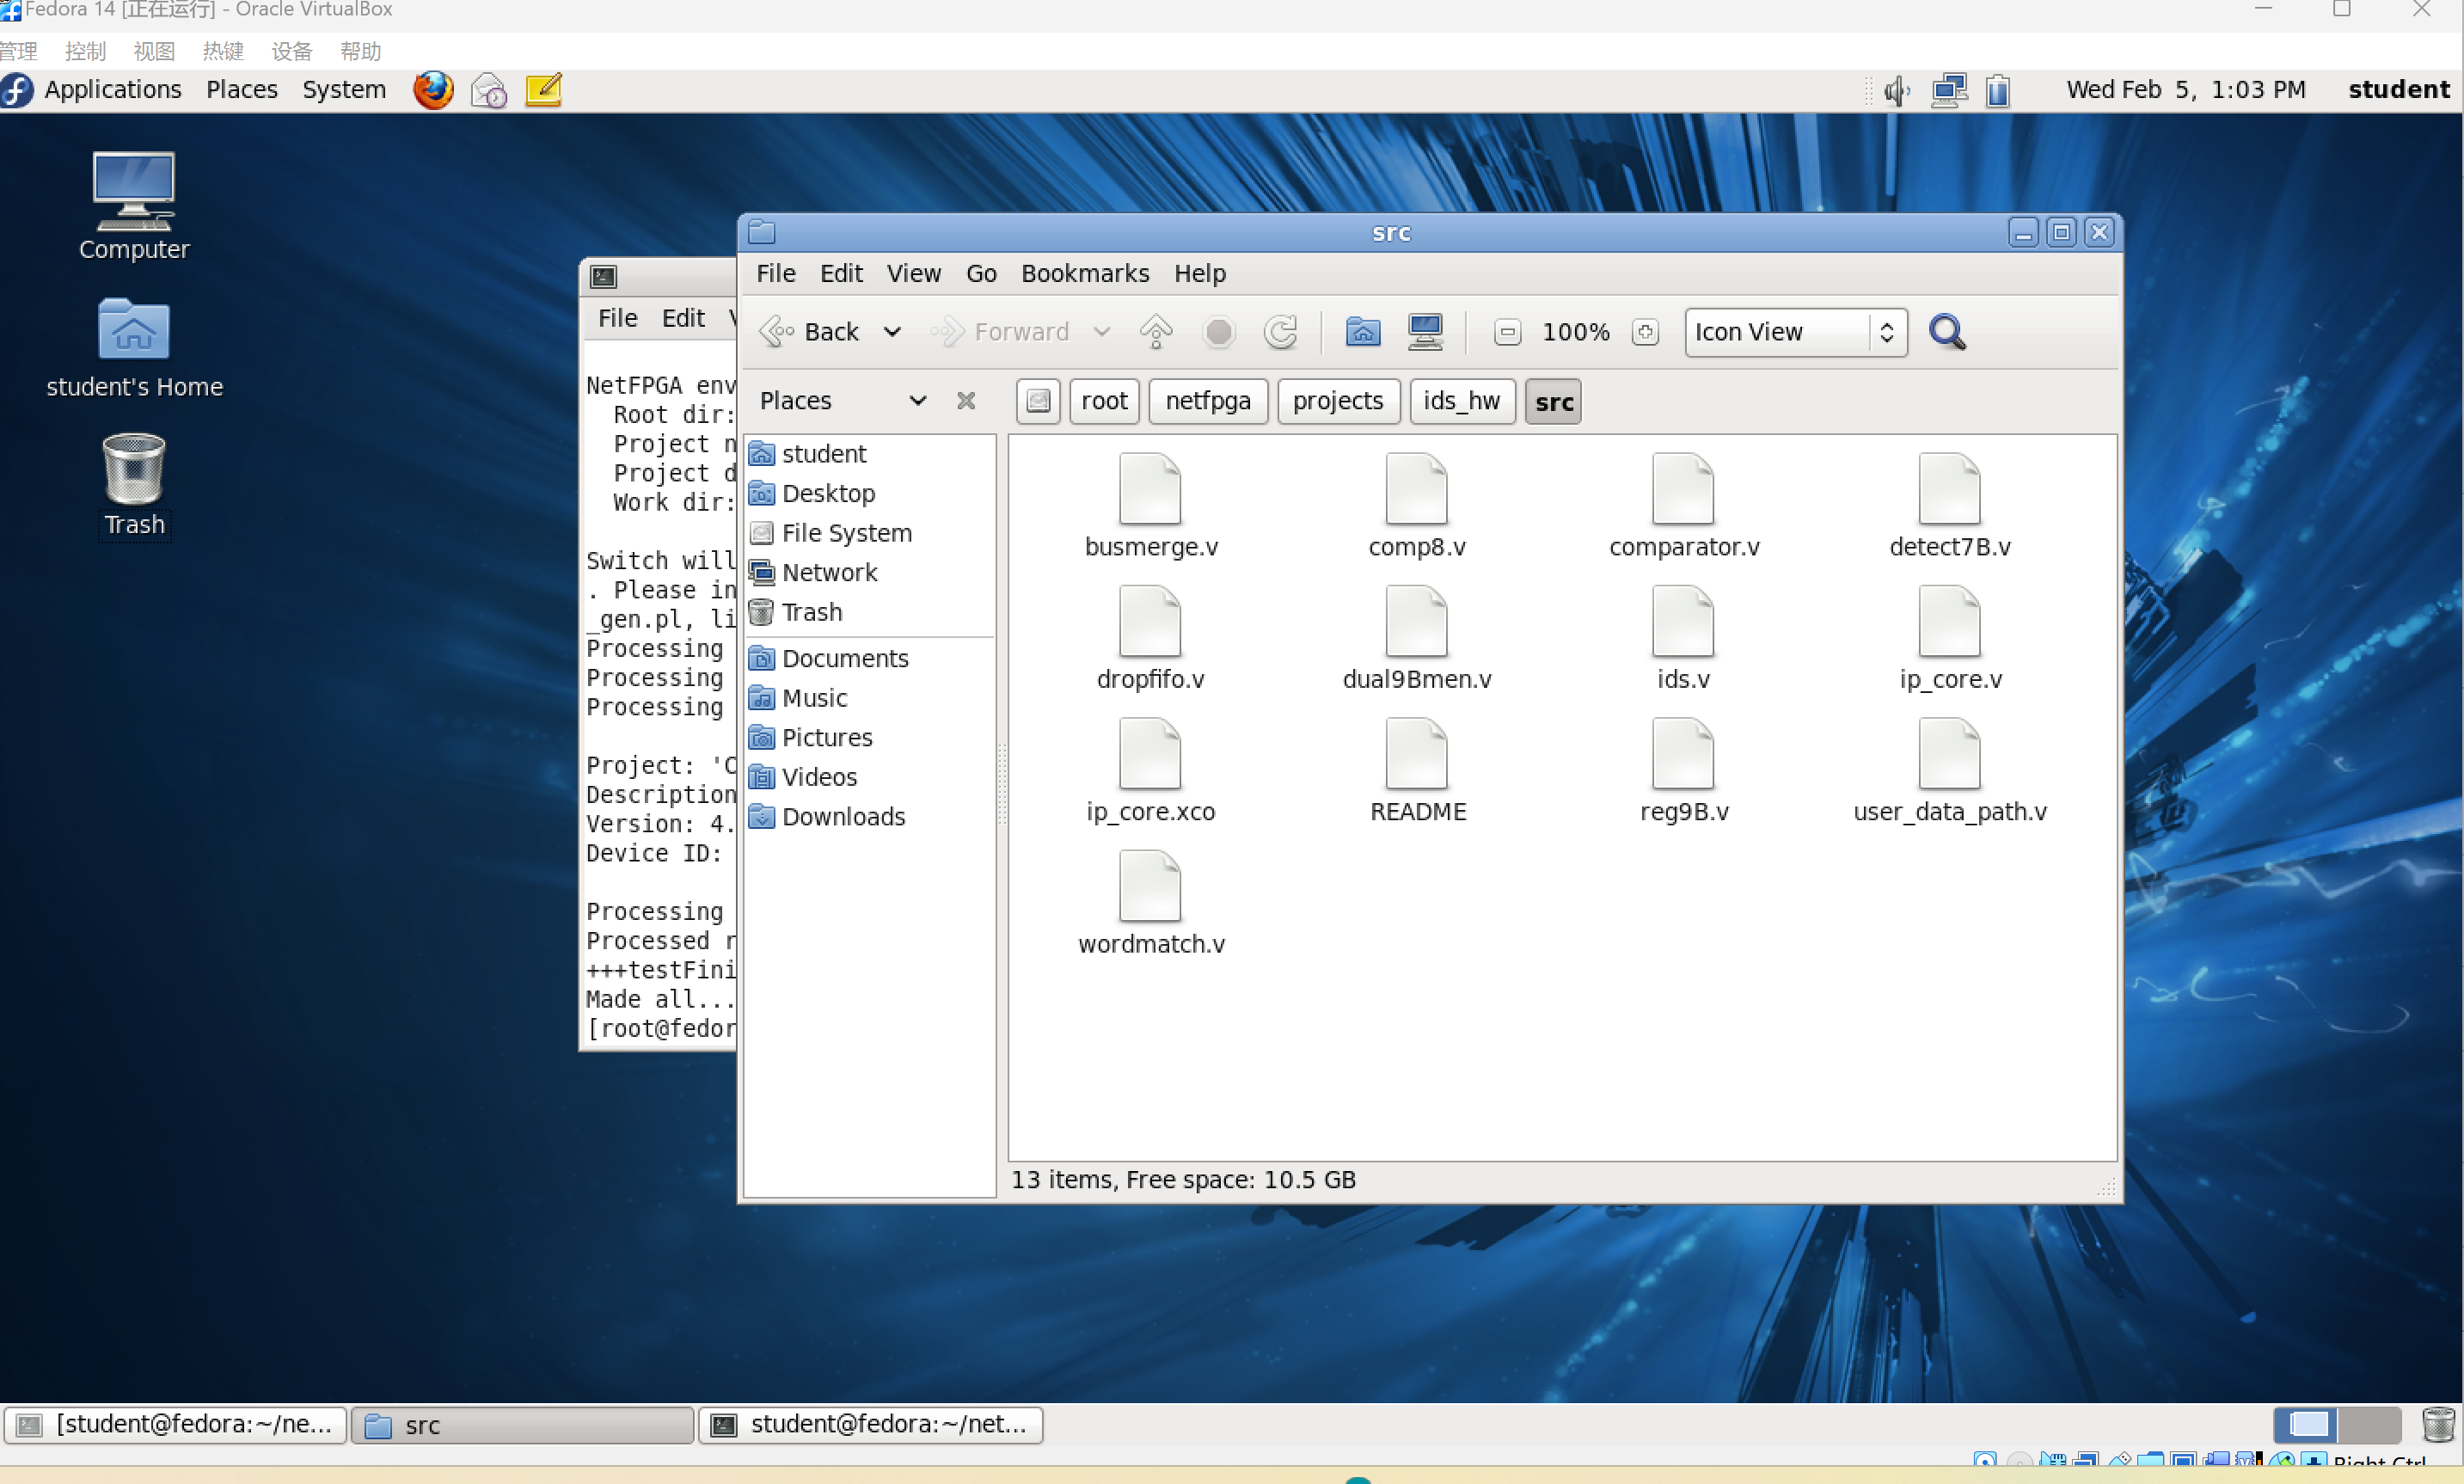 Fedora 14 [正在运行] - Oracle VirtualBox
管理 控制 视图 热键 设备 帮助
Applications Places System
Wed Feb 5, 1:03 PM student
Computer
student's Home
Trash
File Edit
NetFPGA env
Root dir:
Project n
Project d
Work dir:
Switch will
. Please in
_gen.pl, li
Processing
Processing
Processing
Project: 'C
Description
Version: 4.
Device ID:
Processing
Processed r
+++testFini
Made all...
[root@fedor
src
File Edit View Go Bookmarks Help
Back Forward 100% Icon View
Places root netfpga projects ids_hw src
student
Desktop
File System
Network
Trash
Documents
Music
Pictures
Videos
Downloads
busmerge.v comp8.v comparator.v detect7B.v
dropfifo.v dual9Bmen.v ids.v ip_core.v
ip_core.xco README reg9B.v user_data_path.v
wordmatch.v
13 items, Free space: 10.5 GB
[student@fedora:~/ne... src student@fedora:~/net...
Right Ctrl